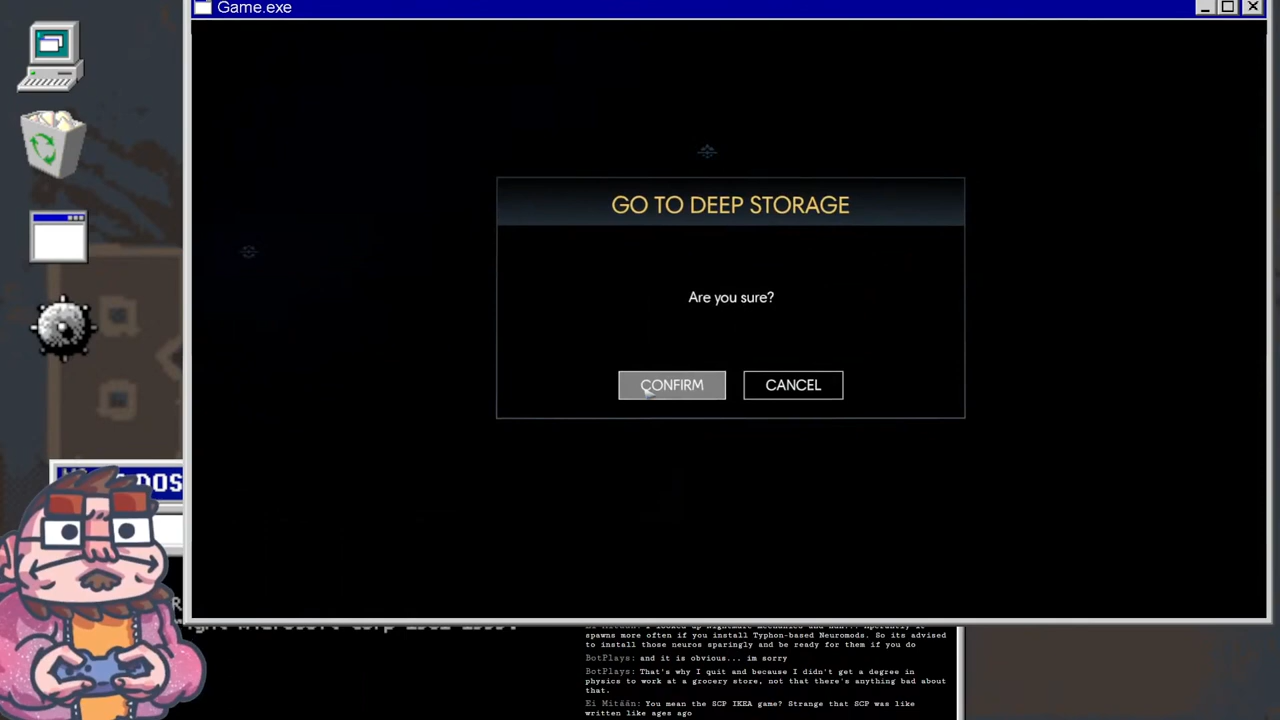 Game.exe
GO TO DEEP STORAGE
Are you sure?
CONFIRM CANCEL
DOS
Microsoft Corp
spawns more often if you install Typhon-based Neuromods. So its advised
to install those neuros sparingly and be ready for them if you do
BotPlays: and it is obvious... im sorry
BotPlays: That's why I quit and because I didn't get a degree in
physics to work at a grocery store, not that there's anything bad about
that.
Ei Mitään: You mean the SCP IKEA game? Strange that SCP was like
written like ages ago